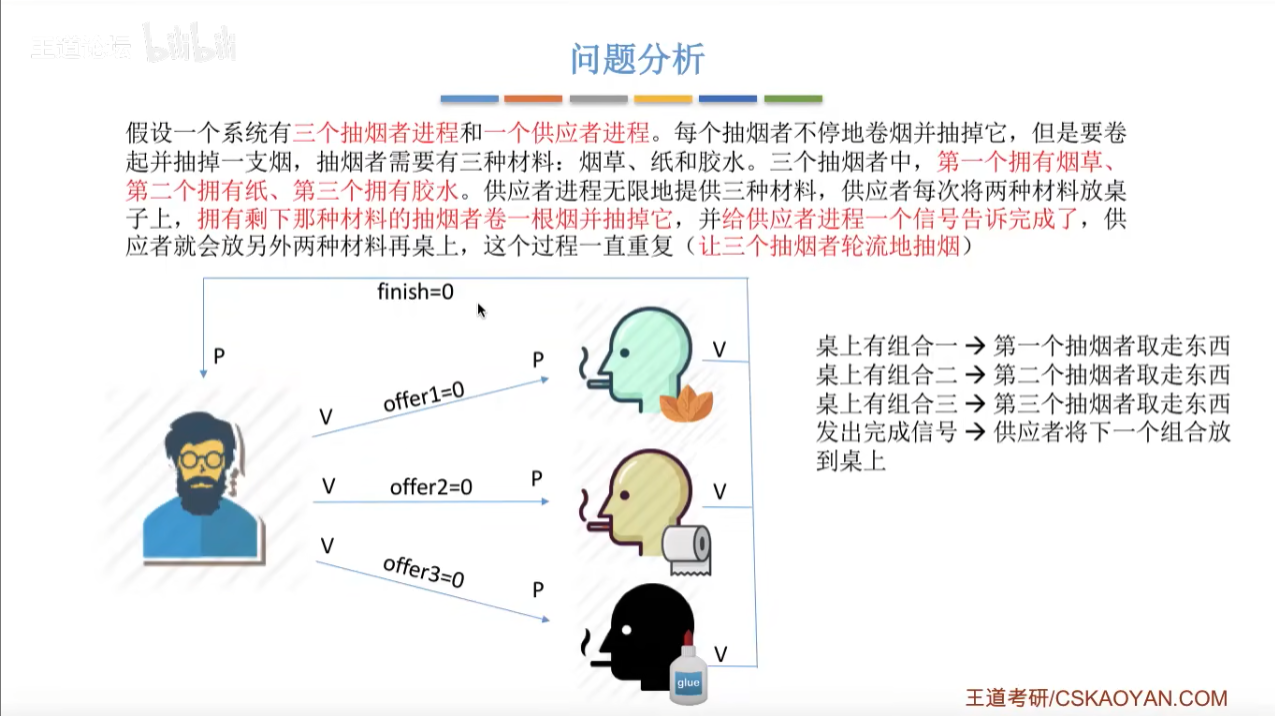 王道论坛 bilibili
问题分析
假设一个系统有三个抽烟者进程和一个供应者进程。每个抽烟者不停地卷烟并抽掉它，但是要卷
起并抽掉一支烟，抽烟者需要有三种材料：烟草、纸和胶水。三个抽烟者中，第一个拥有烟草、
第二个拥有纸、第三个拥有胶水。供应者进程无限地提供三种材料，供应者每次将两种材料放桌
子上，拥有剩下那种材料的抽烟者卷一根烟并抽掉它，并给供应者进程一个信号告诉完成了，供
应者就会放另外两种材料再桌上，这个过程一直重复（让三个抽烟者轮流地抽烟）
finish=0
P
V
offer1=0
P
V
V
offer2=0
P
V
V
offer3=0
P
V
glue
桌上有组合一 → 第一个抽烟者取走东西
桌上有组合二 → 第二个抽烟者取走东西
桌上有组合三 → 第三个抽烟者取走东西
发出完成信号 → 供应者将下一个组合放
到桌上
王道考研/CSKAOYAN.COM